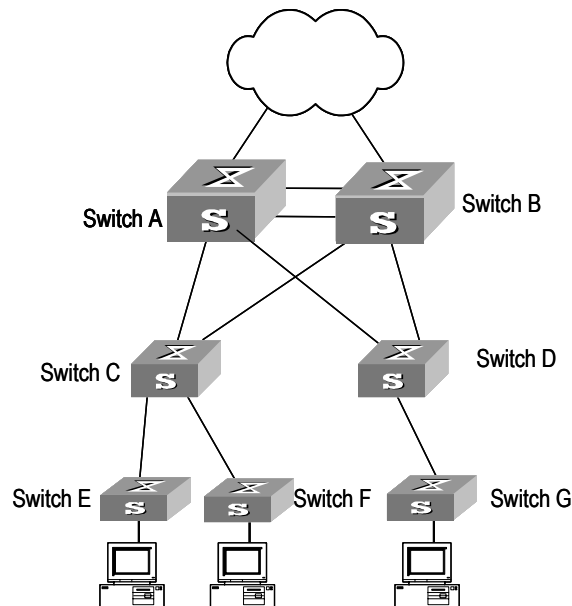 Switch A
Switch B
S
S
Switch C
Switch D
S
S
Switch E
Switch F
Switch G
S
S
S